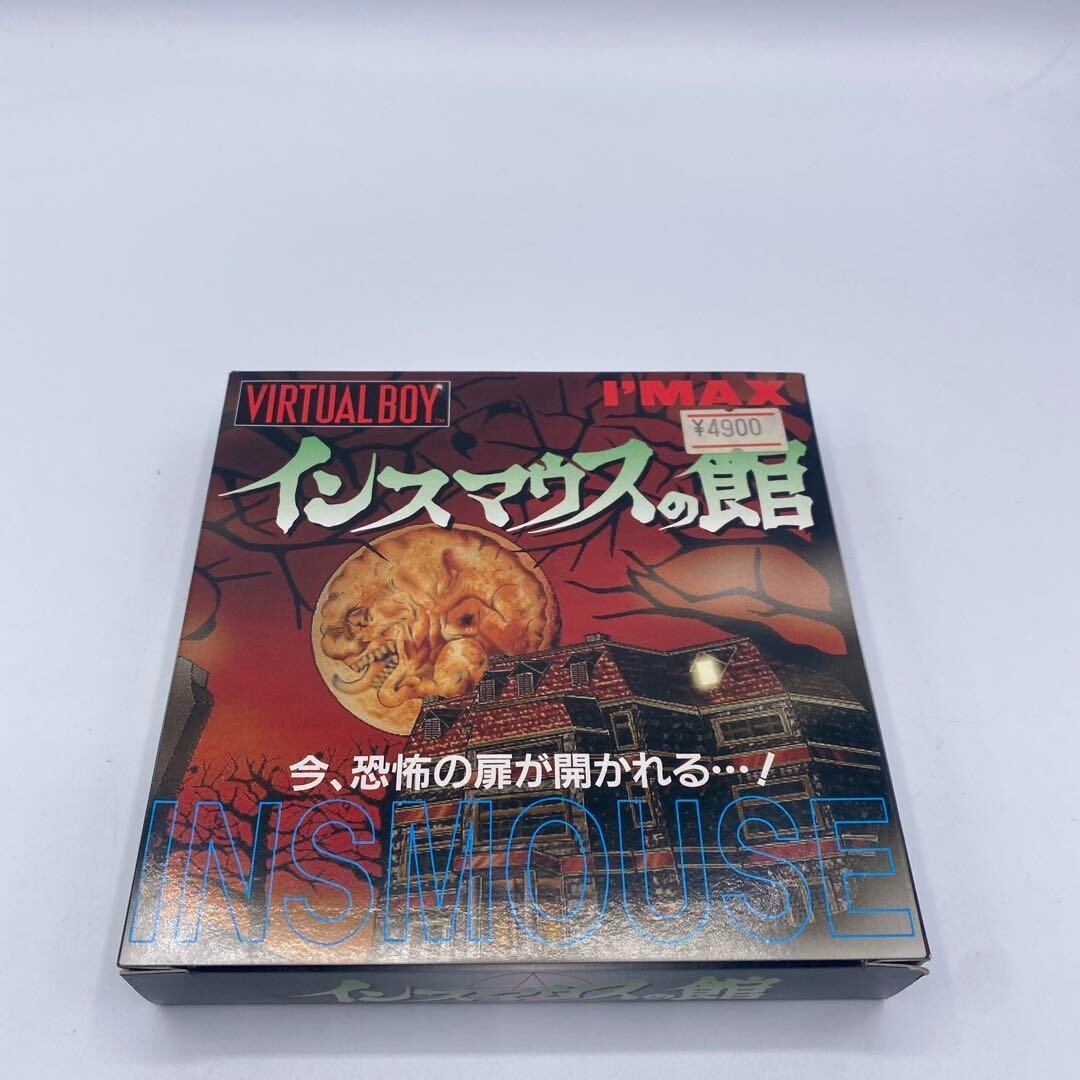 VIRTUAL BOY™
I'MAX
¥4900
インスマウスの館
今、恐怖の扉が開かれる…!
INSMOUSE
インスマウスの館